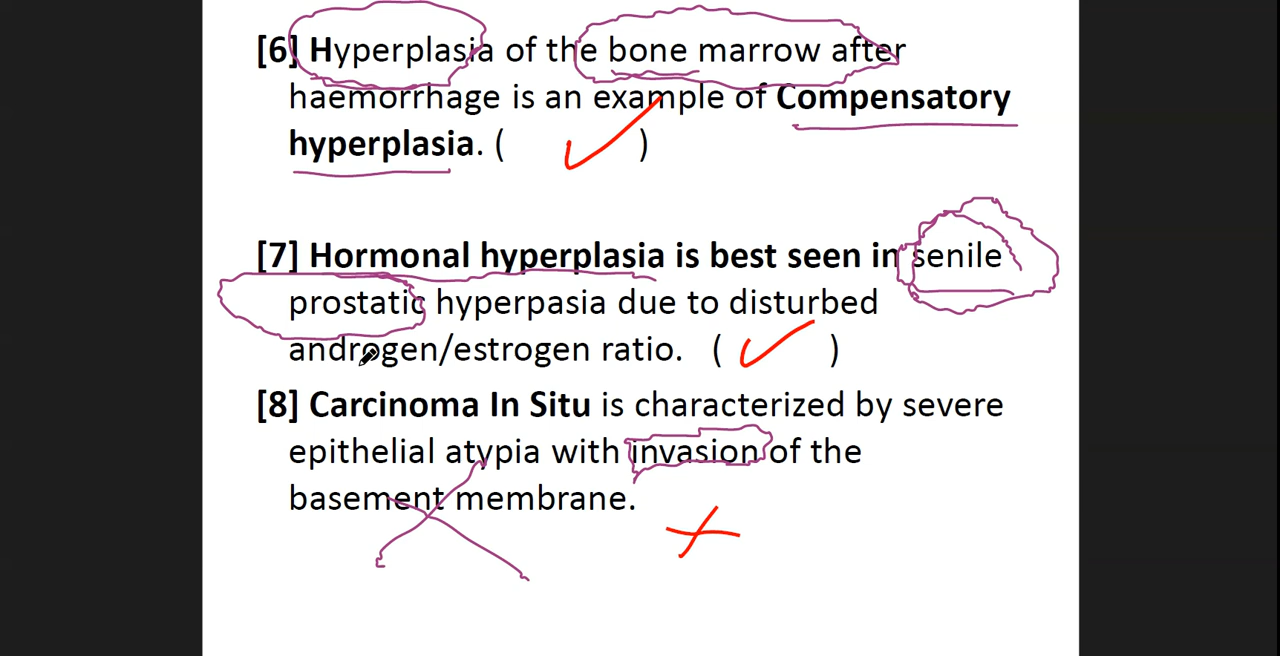 [6] Hyperplasia of the bone marrow after
haemorrhage is an example of Compensatory
hyperplasia. ( )
[7] Hormonal hyperplasia is best seen in senile
prostatic hyperpasia due to disturbed
androgen/estrogen ratio. ( )
[8] Carcinoma In Situ is characterized by severe
epithelial atypia with invasion of the
basement membrane.